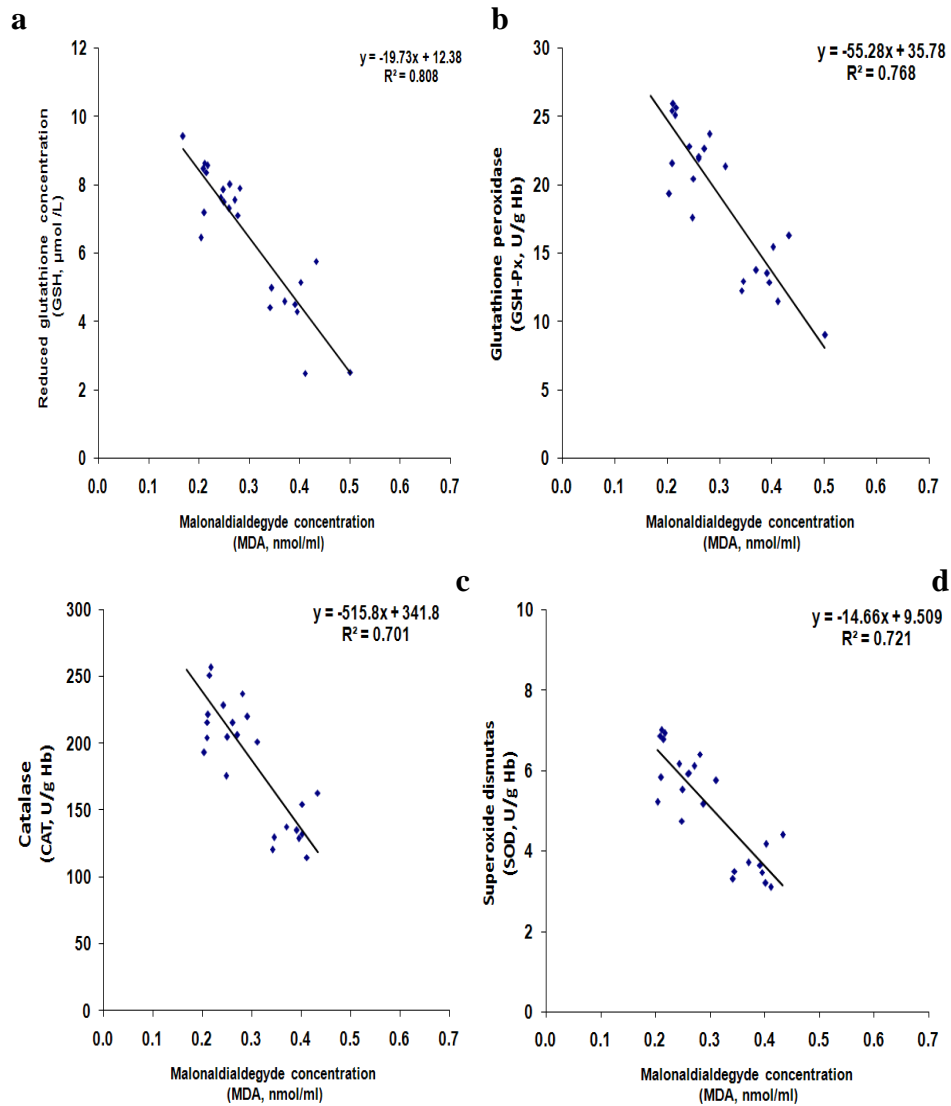 a
y = -19.73x + 12.38
R² = 0.808
Reduced glutathione concentration
(GSH, µmol /L)
12
10
8
6
4
2
0
0.0 0.1 0.2 0.3 0.4 0.5 0.6 0.7
Malonaldialdegyde concentration
(MDA, nmol/ml)
b
y = -55.28x + 35.78
R² = 0.768
Glutathione peroxidase
(GSH-Px, U/g Hb)
30
25
20
15
10
5
0
0.0 0.1 0.2 0.3 0.4 0.5 0.6 0.7
Malonaldialdegyde concentration
(MDA, nmol/ml)
c
y = -515.8x + 341.8
R² = 0.701
Catalase
(CAT, U/g Hb)
300
250
200
150
100
50
0
0.0 0.1 0.2 0.3 0.4 0.5 0.6 0.7
Malonaldialdegyde concentration
(MDA, nmol/ml)
d
y = -14.66x + 9.509
R² = 0.721
Superoxide dismutas
(SOD, U/g Hb)
10
8
6
4
2
0
0.0 0.1 0.2 0.3 0.4 0.5 0.6 0.7
Malonaldialdegyde concentration
(MDA, nmol/ml)